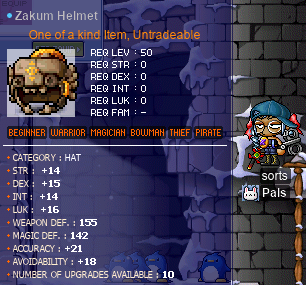 Zakum Helmet
One of a kind Item, Untradeable
REQ LEV : 50
REQ STR : 0
REQ DEX : 0
REQ INT : 0
REQ LUK : 0
REQ FAM : -
BEGINNER WARRIOR MAGICIAN BOWMAN THIEF PIRATE
CATEGORY : HAT
STR : +14
DEX : +15
INT : +14
LUK : +16
WEAPON DEF. : 155
MAGIC DEF. : 142
ACCURACY : +21
AVOIDABILITY : +18
NUMBER OF UPGRADES AVAILABLE : 10
sorts
Pals